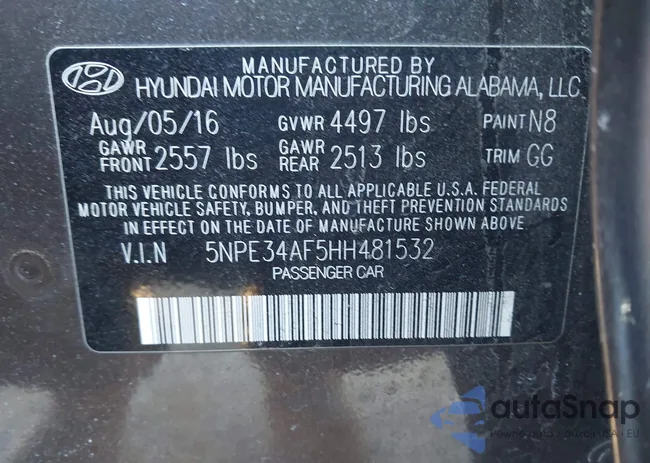 MANUFACTURED BY
HYUNDAI MOTOR MANUFACTURING ALABAMA, LLC
Aug/05/16 GVWR 4497 lbs PAINT N8
GAWR FRONT 2557 lbs GAWR REAR 2513 lbs TRIM GG
THIS VEHICLE CONFORMS TO ALL APPLICABLE U.S.A. FEDERAL
MOTOR VEHICLE SAFETY, BUMPER, AND THEFT PREVENTION STANDARDS
IN EFFECT ON THE DATE OF MANUFACTURE SHOWN ABOVE.
V.I.N 5NPE34AF5HH481532
PASSENGER CAR
autoSnap
USA | EU